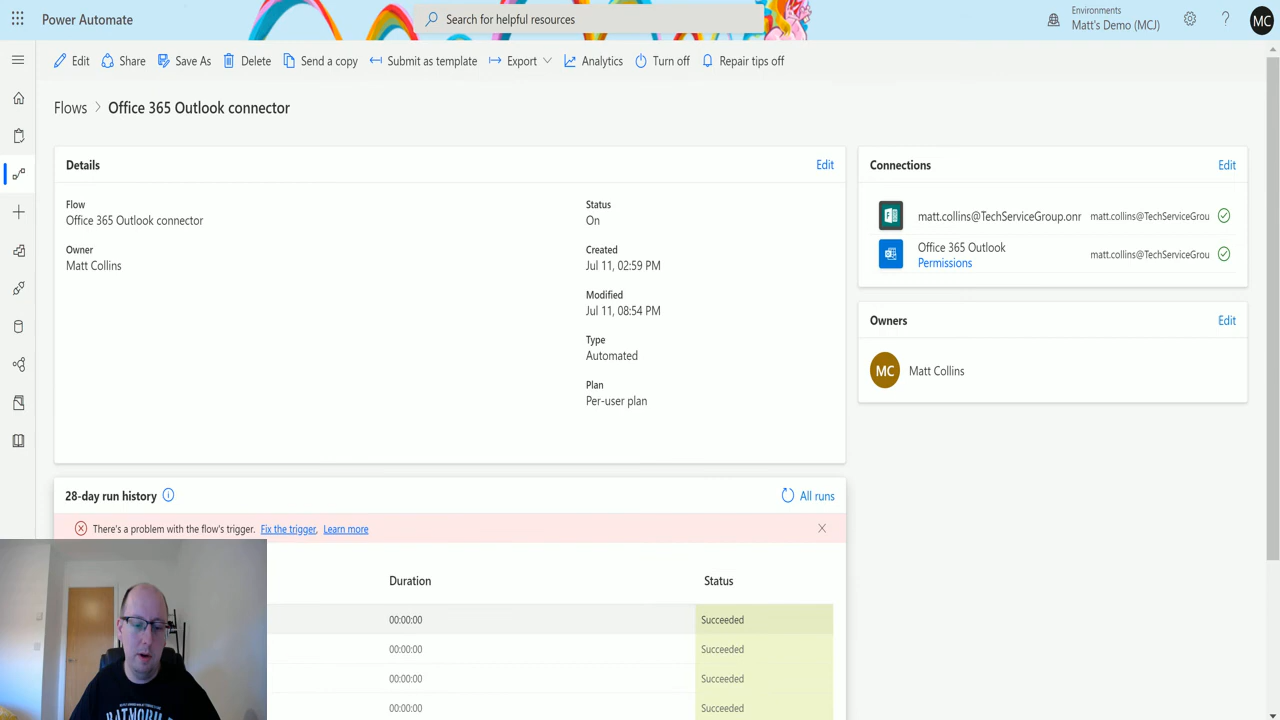 Power Automate
Search for helpful resources
Environments
Matt's Demo (MCJ)
MC
Edit
Share
Save As
Delete
Send a copy
Submit as template
Export
Analytics
Turn off
Repair tips off
Flows > Office 365 Outlook connector
Details
Edit
Flow
Office 365 Outlook connector
Owner
Matt Collins
Status
On
Created
Jul 11, 02:59 PM
Modified
Jul 11, 08:54 PM
Type
Automated
Plan
Per-user plan
Connections
Edit
matt.collins@TechServiceGroup.onr matt.collins@TechServiceGrou
Office 365 Outlook
Permissions
matt.collins@TechServiceGrou
Owners
Edit
MC
Matt Collins
28-day run history
All runs
There's a problem with the flow's trigger. Fix the trigger, Learn more
Duration Status
00:00:00 Succeeded
00:00:00 Succeeded
00:00:00 Succeeded
00:00:00 Succeeded